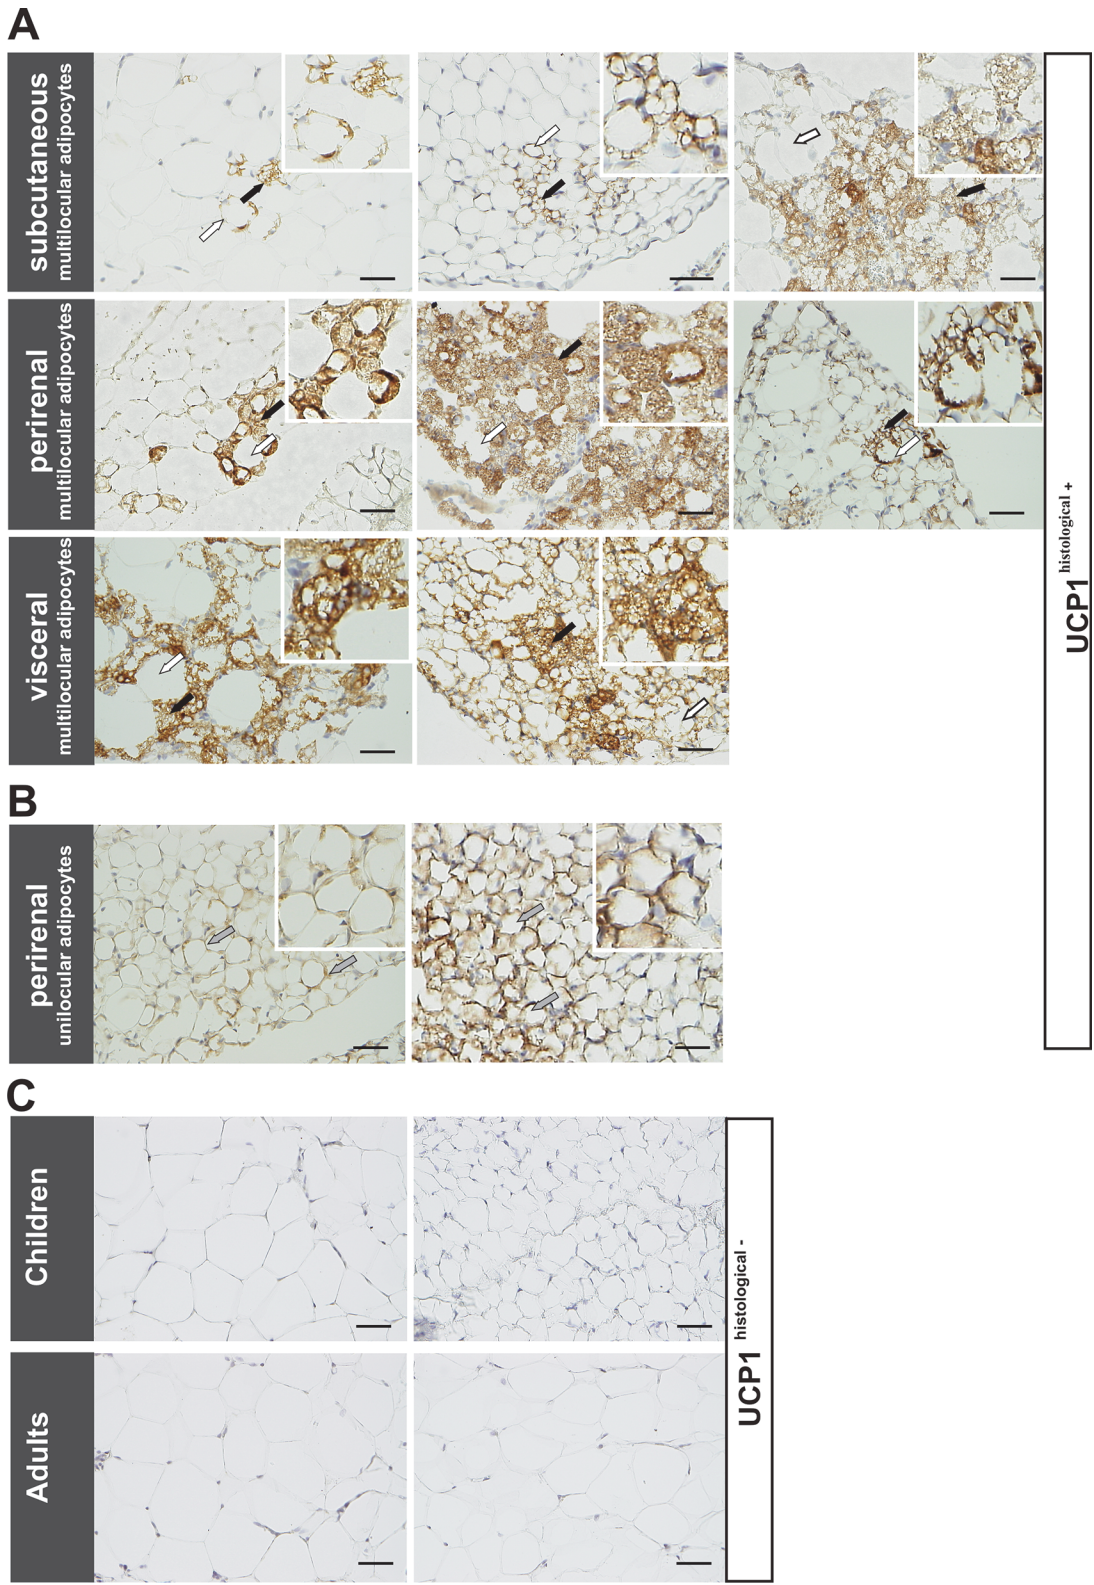 A
subcutaneous
multilocular adipocytes
perirenal
multilocular adipocytes
visceral
multilocular adipocytes
UCP1 histological +
B
perirenal
unilocular adipocytes
C
Children
Adults
UCP1 histological -